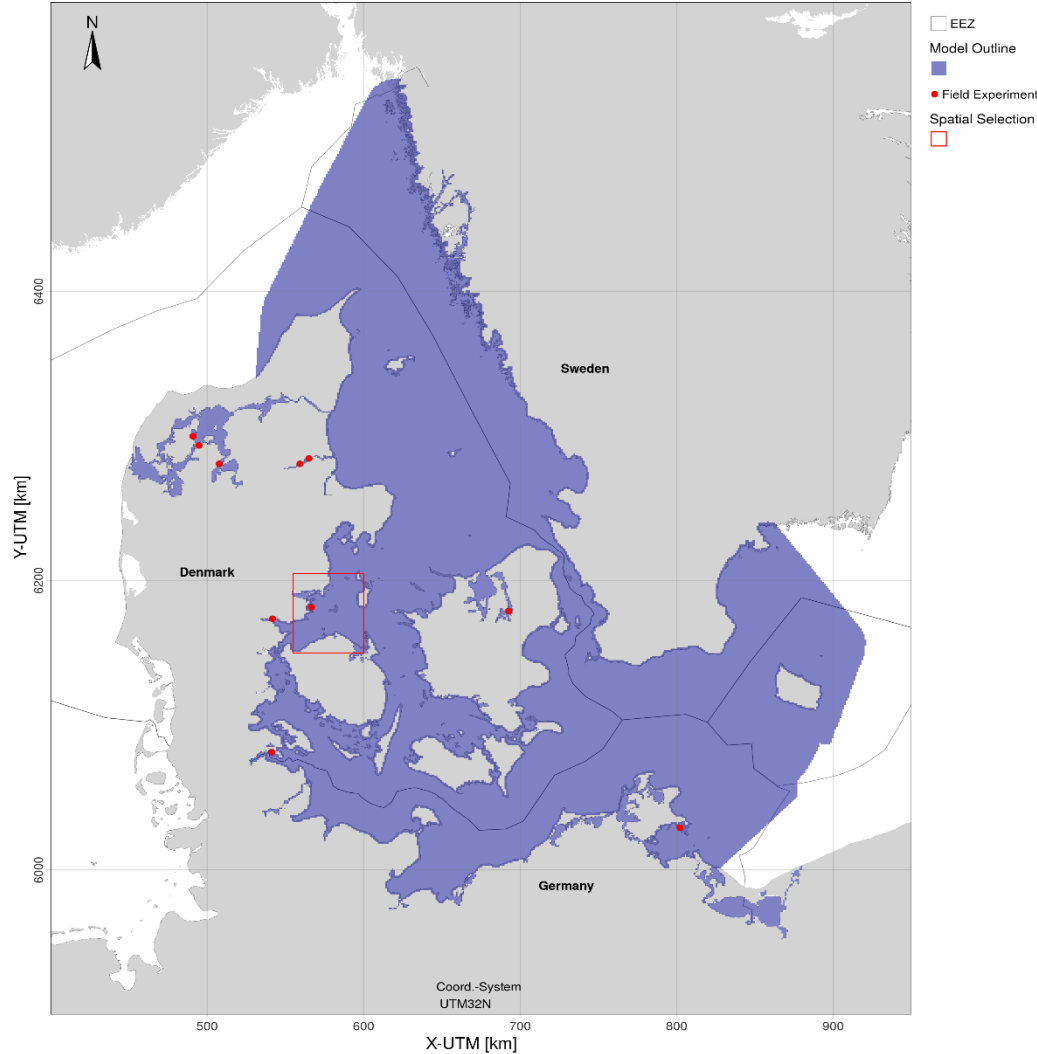 N
EEZ
Model Outline
Field Experiment
Spatial Selection
Sweden
Denmark
Germany
Coord.-System
UTM32N
6400
6200
6000
Y-UTM [km]
500
600
700
800
900
X-UTM [km]